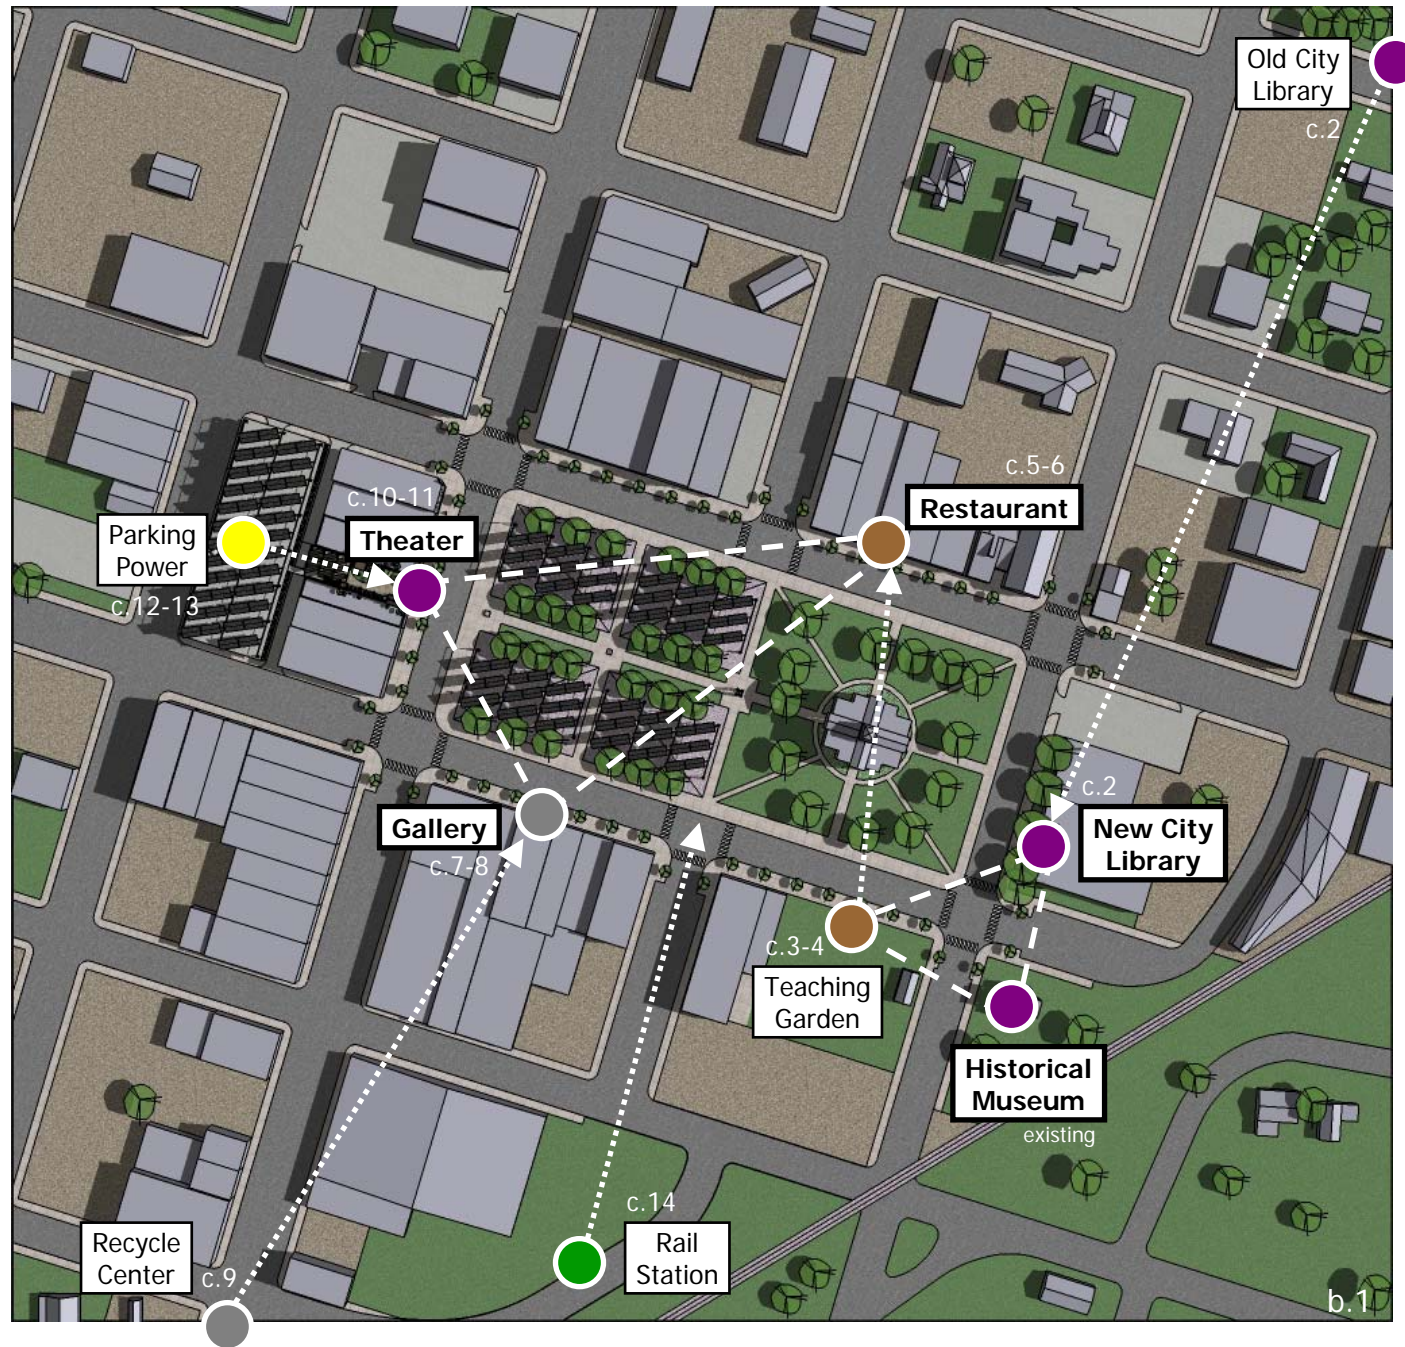 Old City
Library
c.2
c.5-6
Restaurant
c.10-11
Theater
Parking
Power
c.12-13
c.2
New City
Library
Gallery
c.7-8
c.3-4
Teaching
Garden
Historical
Museum
existing
c.14
Rail
Station
Recycle
Center
c.9
b.1